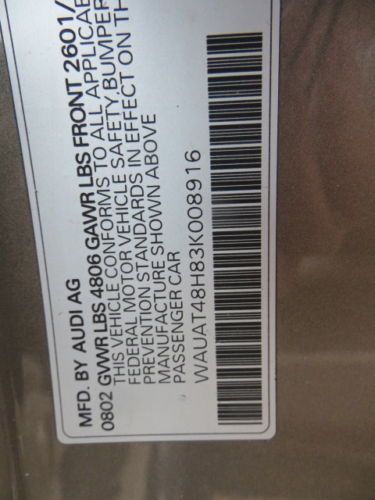 MFD. BY AUDI AG
0802 GVWR LBS 4806 GAWR LBS FRONT 2601/
THIS VEHICLE CONFORMS TO ALL APPLICAB
FEDERAL MOTOR VEHICLE SAFETY, BUMPER
PREVENTION STANDARDS IN EFFECT ON TH
MANUFACTURE SHOWN ABOVE
PASSENGER CAR
WAUAT48H83K008916